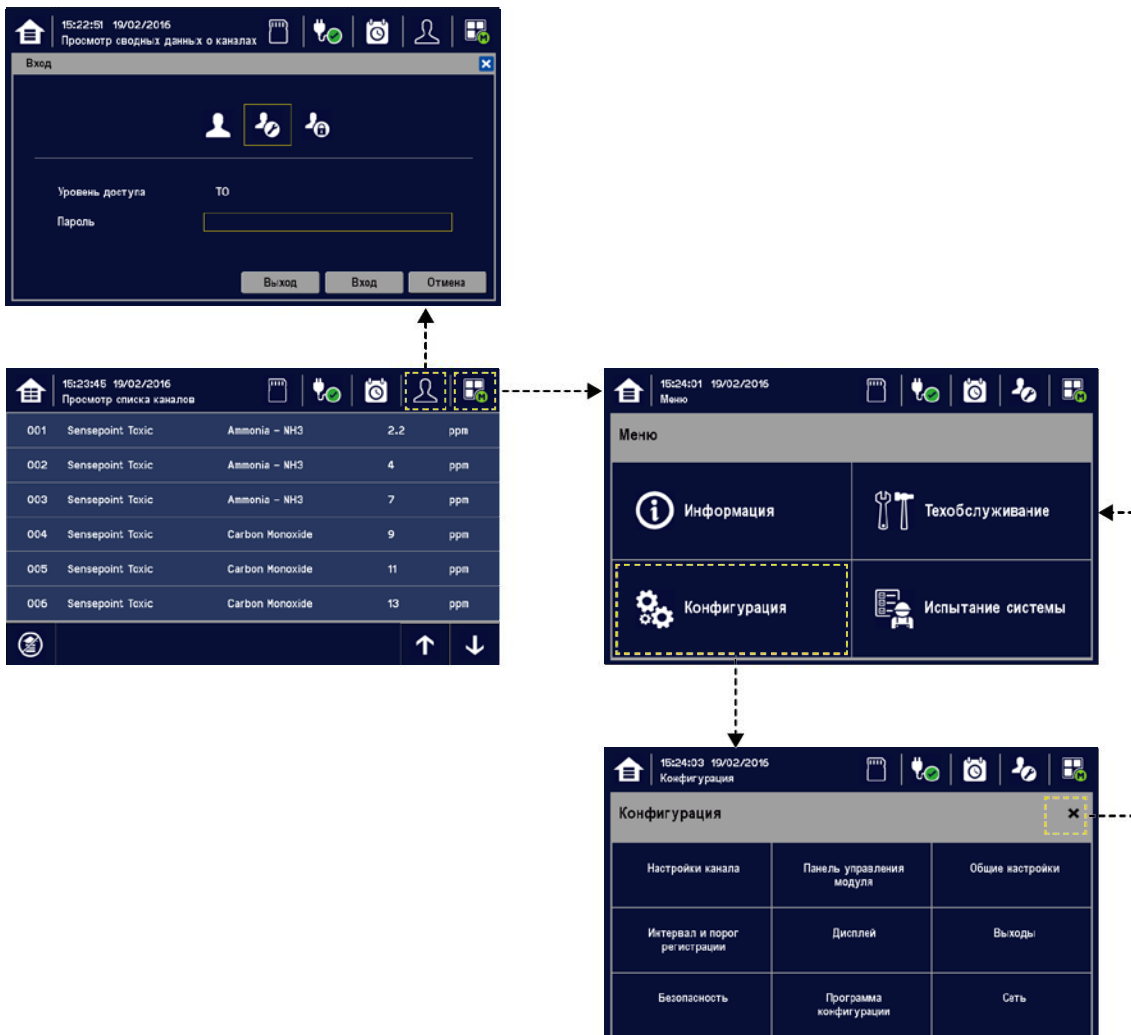 15:22:51 19/02/2016
Просмотр сводных данных о каналах
Вход
Уровень доступа ТО
Пароль
Выход Вход Отмена
15:23:45 19/02/2016
Просмотр списка каналов
001 Sensepoint Toxic Ammonia - NH3 2.2 ppm
002 Sensepoint Toxic Ammonia - NH3 4 ppm
003 Sensepoint Toxic Ammonia - NH3 7 ppm
004 Sensepoint Toxic Carbon Monoxide 9 ppm
005 Sensepoint Toxic Carbon Monoxide 11 ppm
006 Sensepoint Toxic Carbon Monoxide 13 ppm
15:24:01 19/02/2016
Меню
Меню
Информация Техобслуживание
Конфигурация Испытание системы
15:24:03 19/02/2016
Конфигурация
Конфигурация
Настройки канала Панель управления Общие настройки
модуля
Интервал и порог Дисплей Выходы
регистрации
Безопасность Программа Сеть
конфигурации